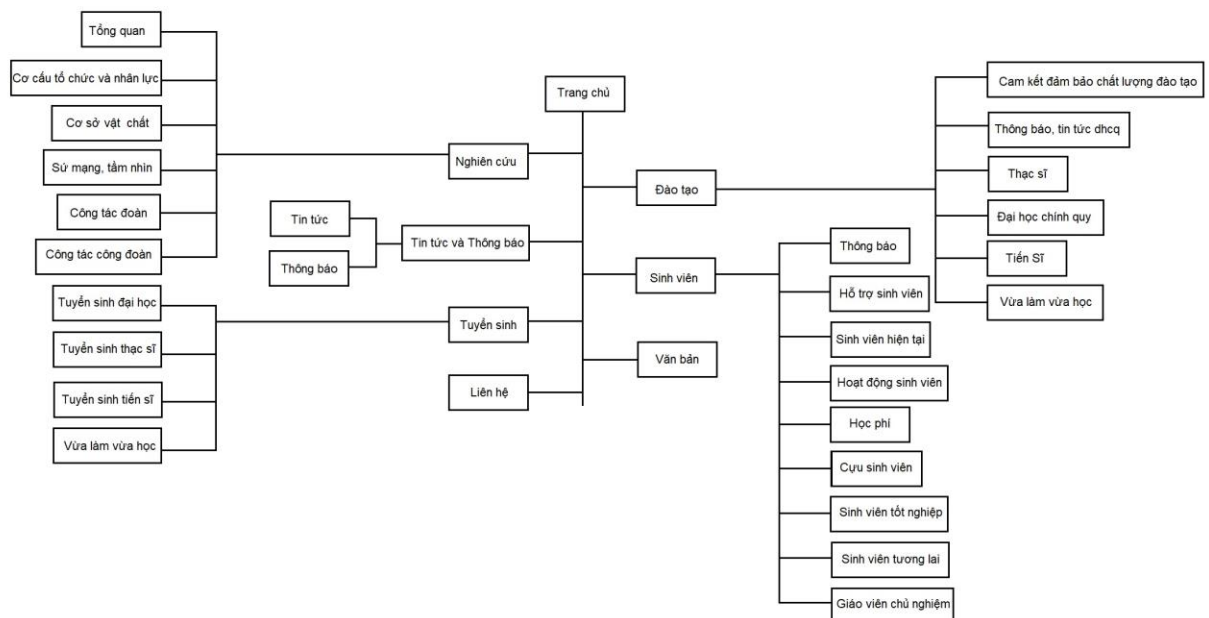 Trang chủ
Nghiên cứu
Tổng quan
Cơ cấu tổ chức và nhân lực
Cơ sở vật chất
Sứ mạng, tầm nhìn
Công tác đoàn
Công tác công đoàn
Tin tức và Thông báo
Tin tức
Thông báo
Tuyển sinh
Tuyển sinh đại học
Tuyển sinh thạc sĩ
Tuyển sinh tiến sĩ
Vừa làm vừa học
Liên hệ
Đào tạo
Cam kết đảm bảo chất lượng đào tạo
Thông báo, tin tức dhcq
Thạc sĩ
Đại học chính quy
Tiến Sĩ
Vừa làm vừa học
Sinh viên
Thông báo
Hỗ trợ sinh viên
Sinh viên hiện tại
Hoạt động sinh viên
Học phí
Cựu sinh viên
Sinh viên tốt nghiệp
Sinh viên tương lai
Giáo viên chủ nghiệm
Văn bản